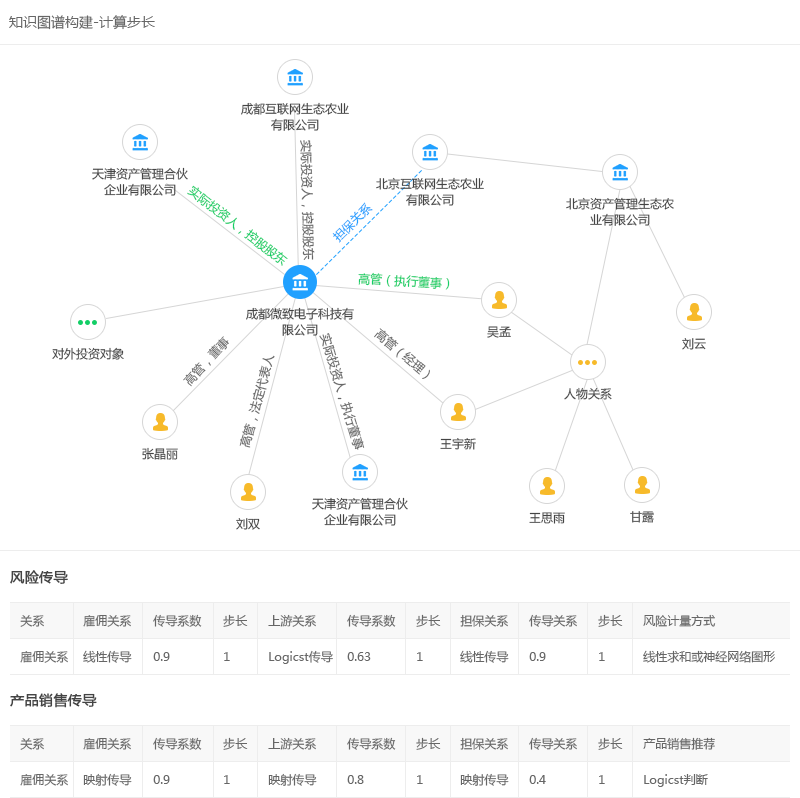 知识图谱构建-计算步长
成都互联网生态农业
有限公司
天津资产管理合伙
企业有限公司
实际投资人，控股股东
实际投资人，控股股东
北京互联网生态农业
有限公司
担保关系
北京资产管理生态农
业有限公司
高管（执行董事）
成都微致电子科技有
限公司
吴孟
刘云
对外投资对象
高管，董事
高管，法定代表人
实际投资人，执行董事
高管（经理）
人物关系
张晶丽
王宇新
刘双
天津资产管理合伙
企业有限公司
王思雨
甘露
风险传导
关系 雇佣关系 传导系数 步长 上游关系 传导系数 步长 担保关系 传导关系 步长 风险计量方式
雇佣关系 线性传导 0.9 1 Logicst传导 0.63 1 线性传导 0.9 1 线性求和或神经网络图形
产品销售传导
关系 雇佣关系 传导系数 步长 上游关系 传导系数 步长 担保关系 传导关系 步长 产品销售推荐
雇佣关系 映射传导 0.9 1 映射传导 0.8 1 映射传导 0.4 1 Logicst判断